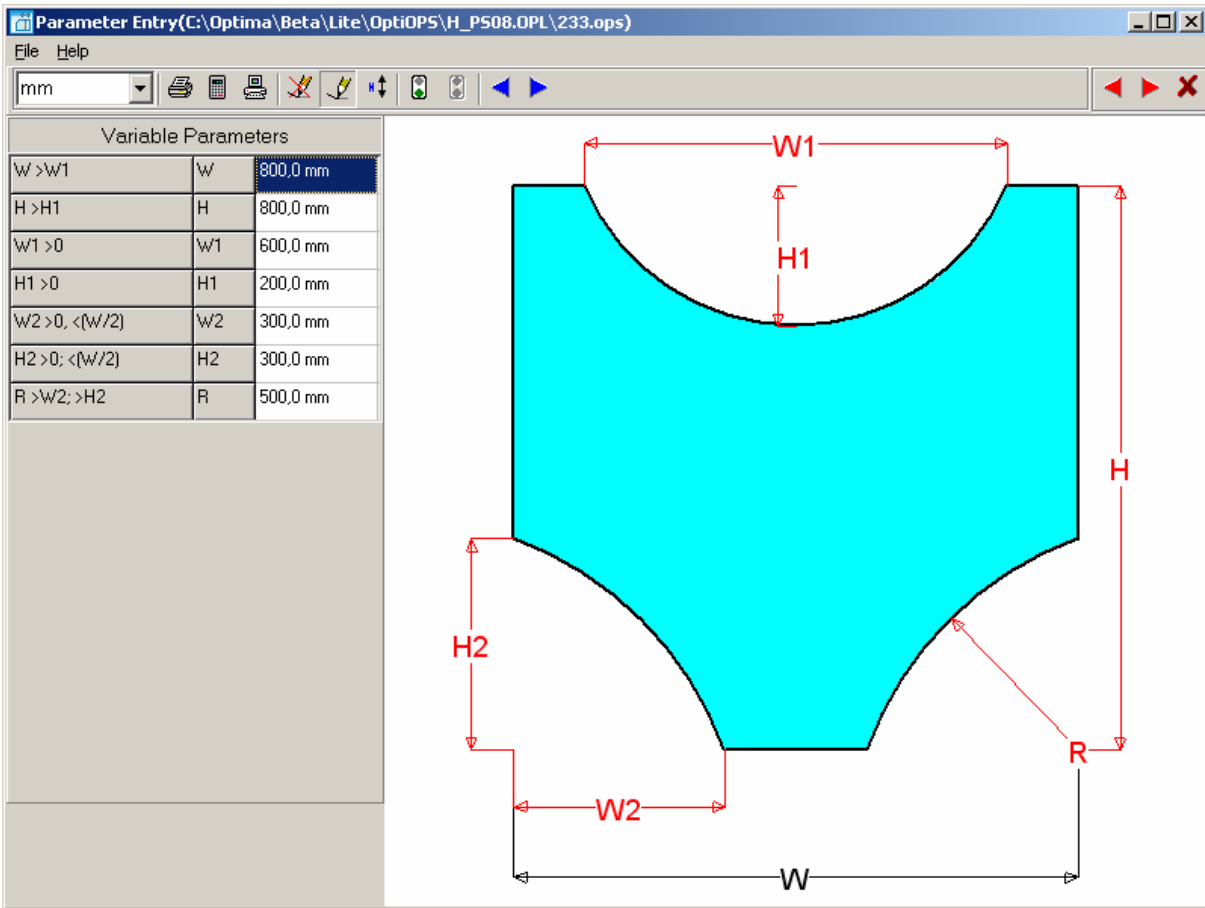 Parameter Entry(C:\Optima\Beta\Lite\OptiOPS\H_PS08.OPL\233.ops)
File Help
mm
Variable Parameters
W >W1 W 800,0 mm
H >H1 H 800,0 mm
W1 >0 W1 600,0 mm
H1 >0 H1 200,0 mm
W2 >0, <(W/2) W2 300,0 mm
H2 >0; <(W/2) H2 300,0 mm
R >W2; >H2 R 500,0 mm
W1
H1
H
H2
R
W2
W